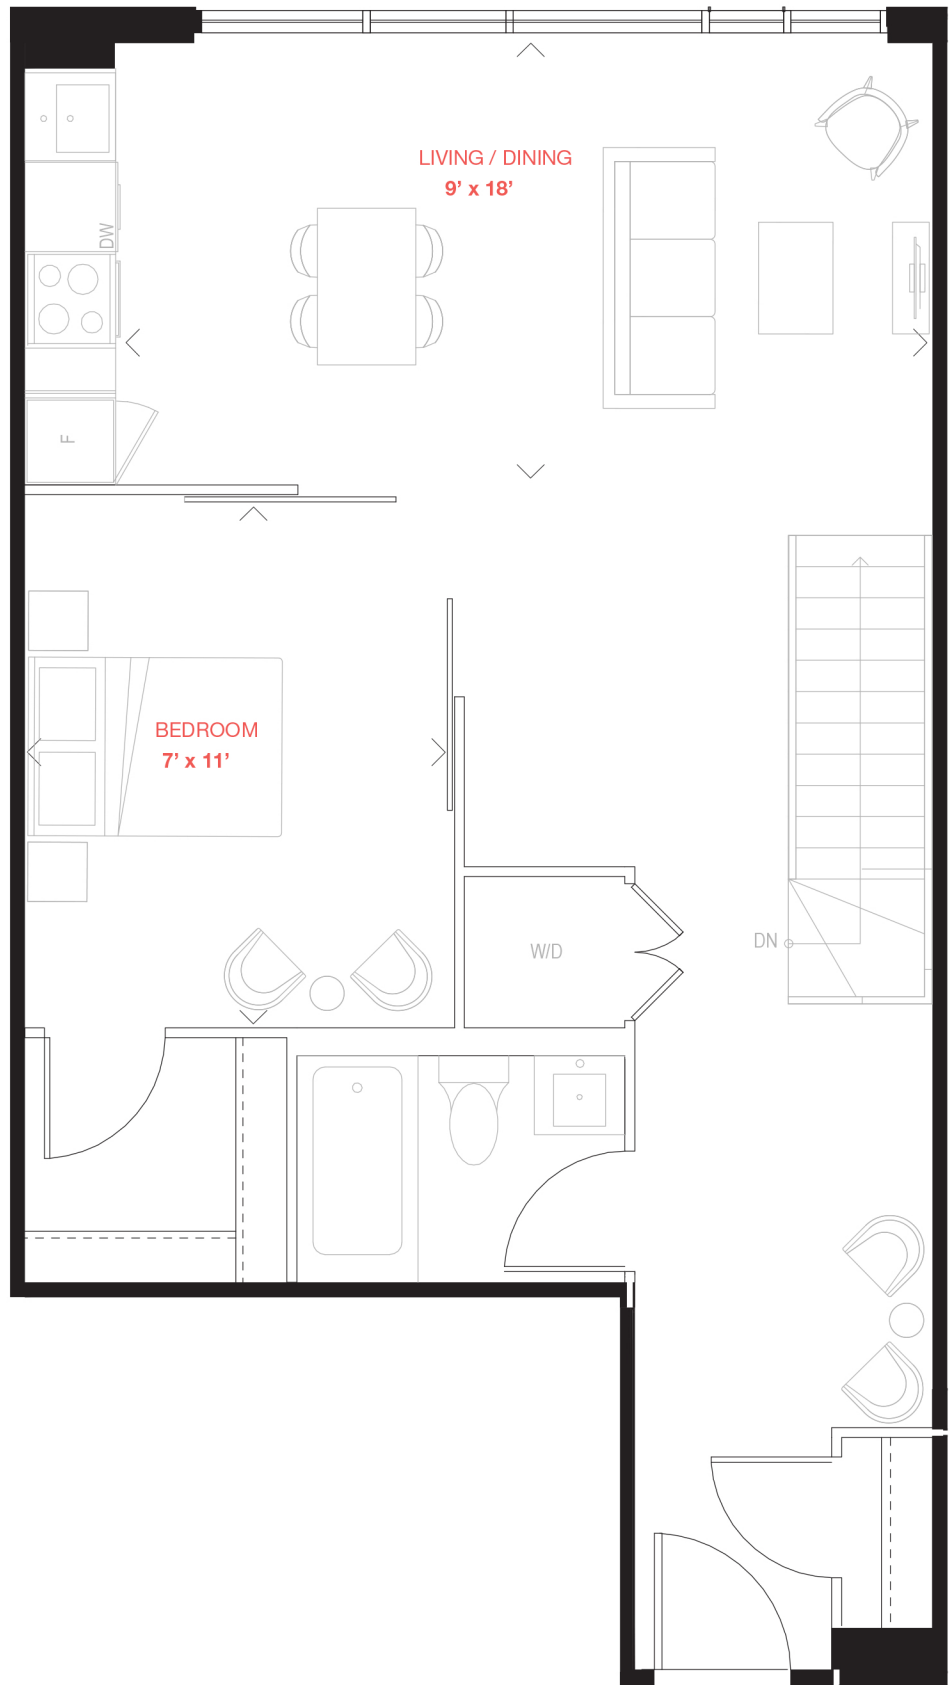 LIVING / DINING
9’ x 18’
DW
F
BEDROOM
7’ x 11’
W/D
DN